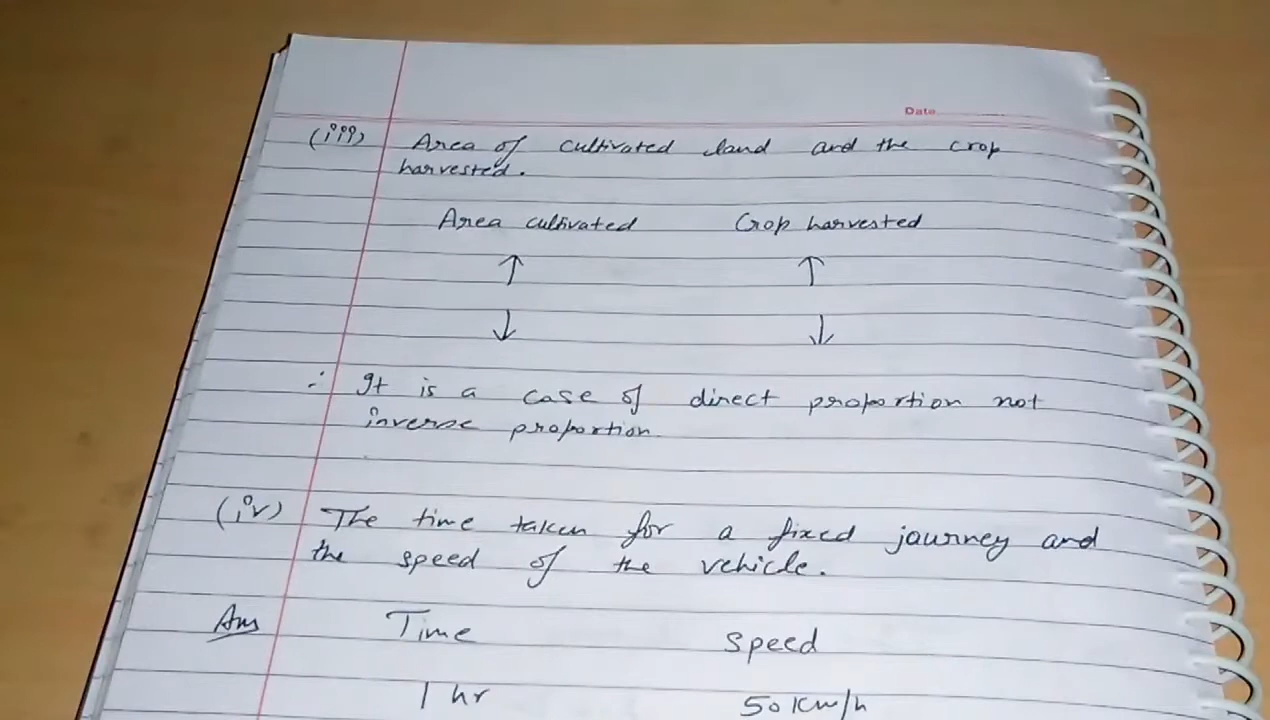 Date
(iii) Area of cultivated land and the crop
harvested.
Area cultivated Crop harvested
↑ ↑
↓ ↓
∴ It is a case of direct proportion not
inverse proportion.
(iv) The time taken for a fixed journey and
the speed of the vehicle.
Ans Time Speed
1 hr 50 km/h